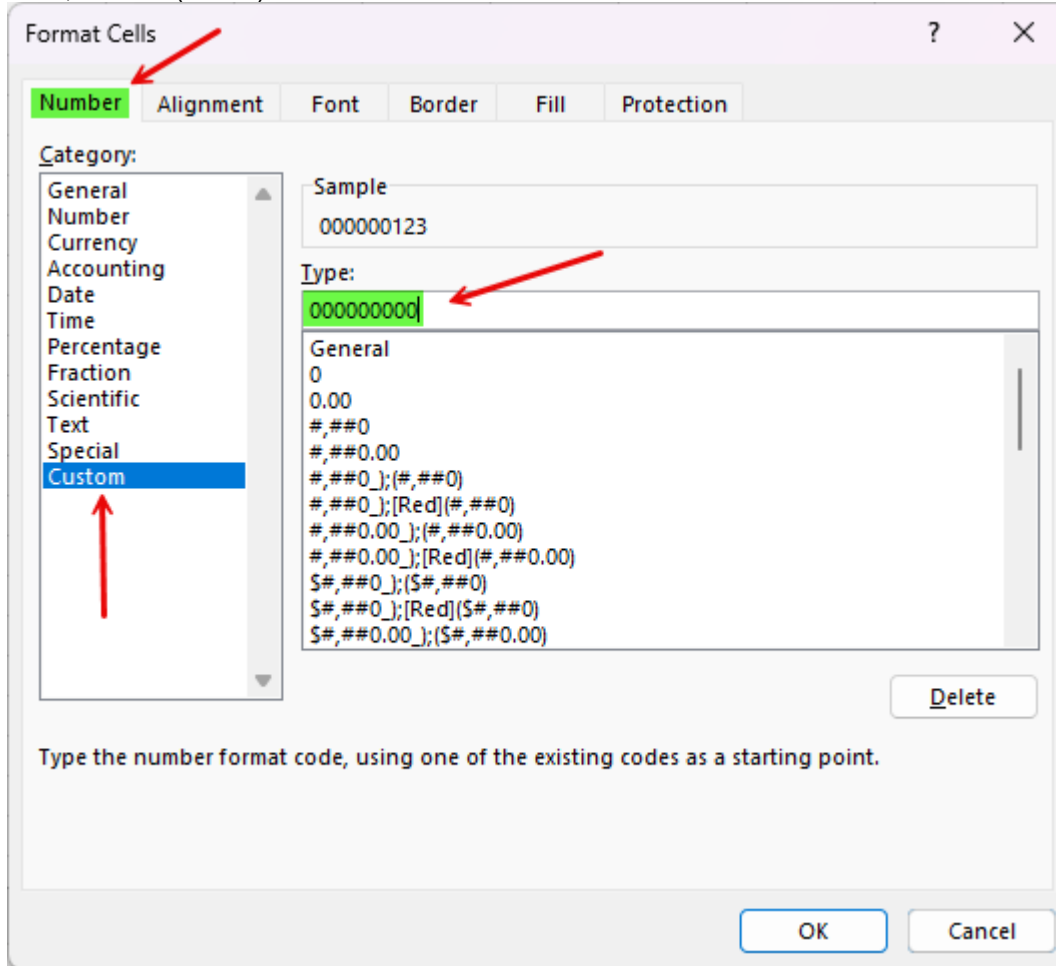 Format Cells ? ×
Number Alignment Font Border Fill Protection
Category:
General
Number
Currency
Accounting
Date
Time
Percentage
Fraction
Scientific
Text
Special
Custom
Sample
000000123
Type:
000000000
General
0
0.00
#,##0
#,##0.00
#,##0_);(#,##0)
#,##0_);[Red](#,##0)
#,##0.00_);(#,##0.00)
#,##0.00_);[Red](#,##0.00)
$#,##0_);($#,##0)
$#,##0_);[Red]($#,##0)
$#,##0.00_);($#,##0.00)
Delete
Type the number format code, using one of the existing codes as a starting point.
OK Cancel